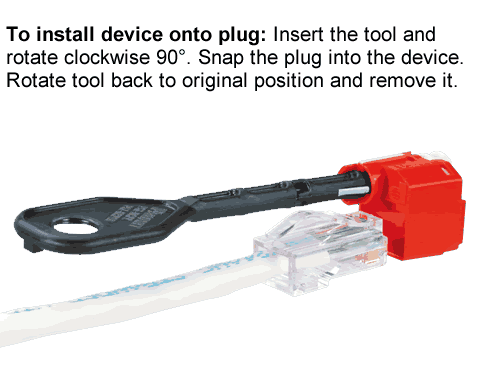 To install device onto plug: Insert the tool and
rotate clockwise 90°. Snap the plug into the device.
Rotate tool back to original position and remove it.